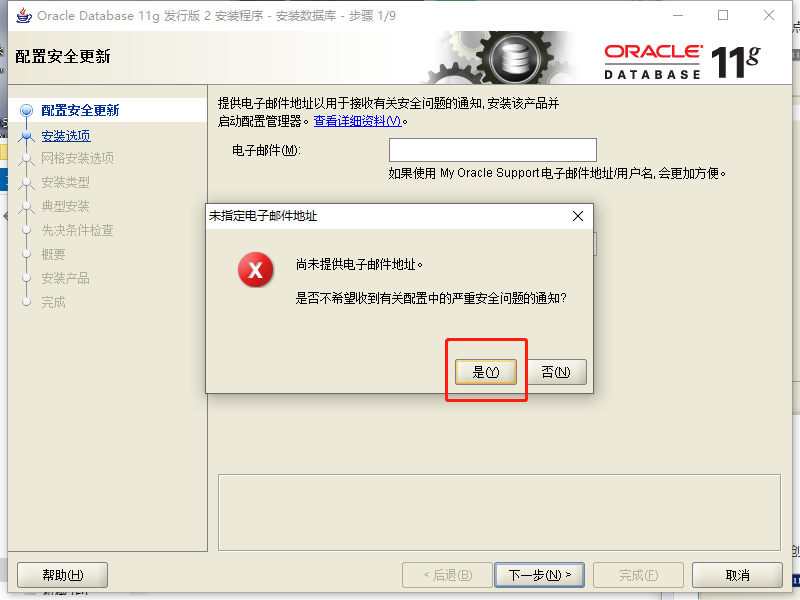 Oracle Database 11g 发行版 2 安装程序 - 安装数据库 - 步骤 1/9
配置安全更新
ORACLE
DATABASE
11g
配置安全更新
安装选项
网格安装选项
安装类型
典型安装
先决条件检查
概要
安装产品
完成
提供电子邮件地址以用于接收有关安全问题的通知, 安装该产品并
启动配置管理器。查看详细资料(V)。
电子邮件(M):
如果使用 My Oracle Support 电子邮件地址/用户名, 会更加方便。
未指定电子邮件地址
尚未提供电子邮件地址。
是否不希望收到有关配置中的严重安全问题的通知?
是(Y)
否(N)
帮助(H)
< 后退(B)
下一步(N) >
完成(F)
取消